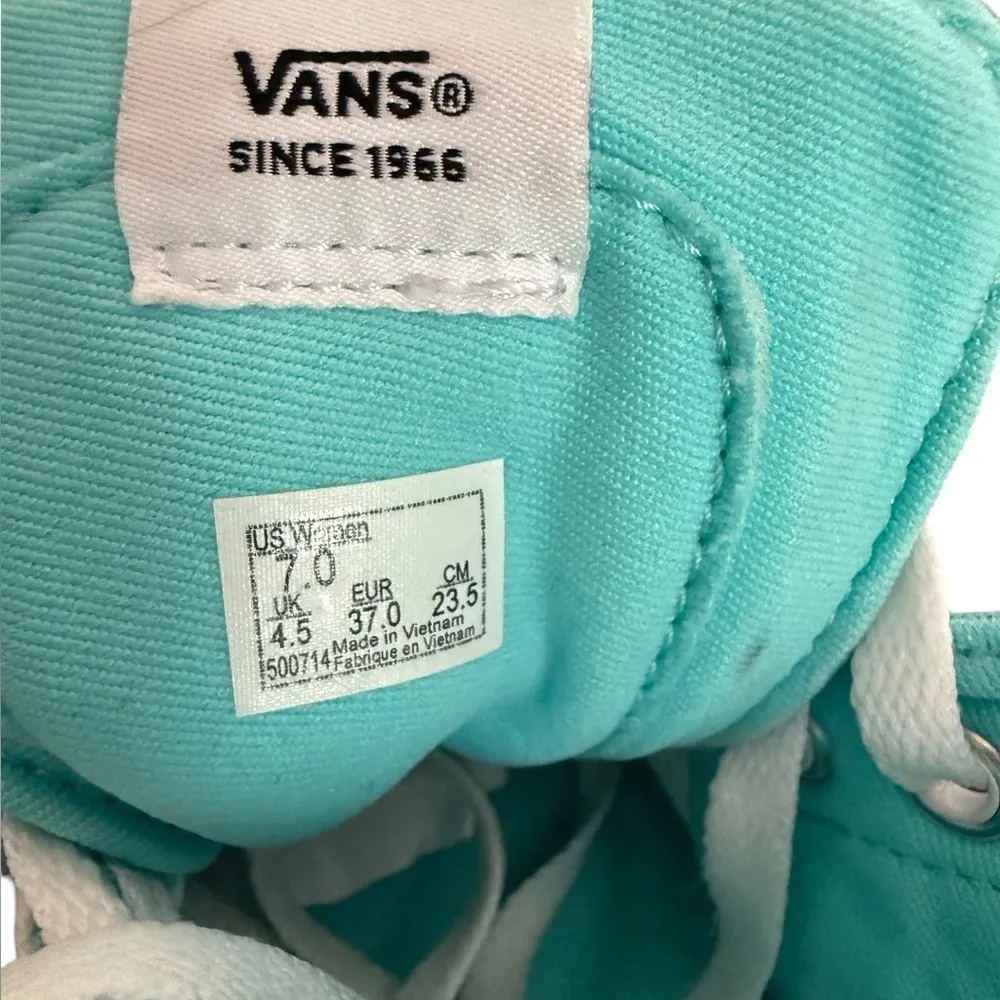 VANS®
SINCE 1966
US Women
7.0
UK EUR CM
4.5 37.0 23.5
Made in Vietnam
500714 Fabrique en Vietnam